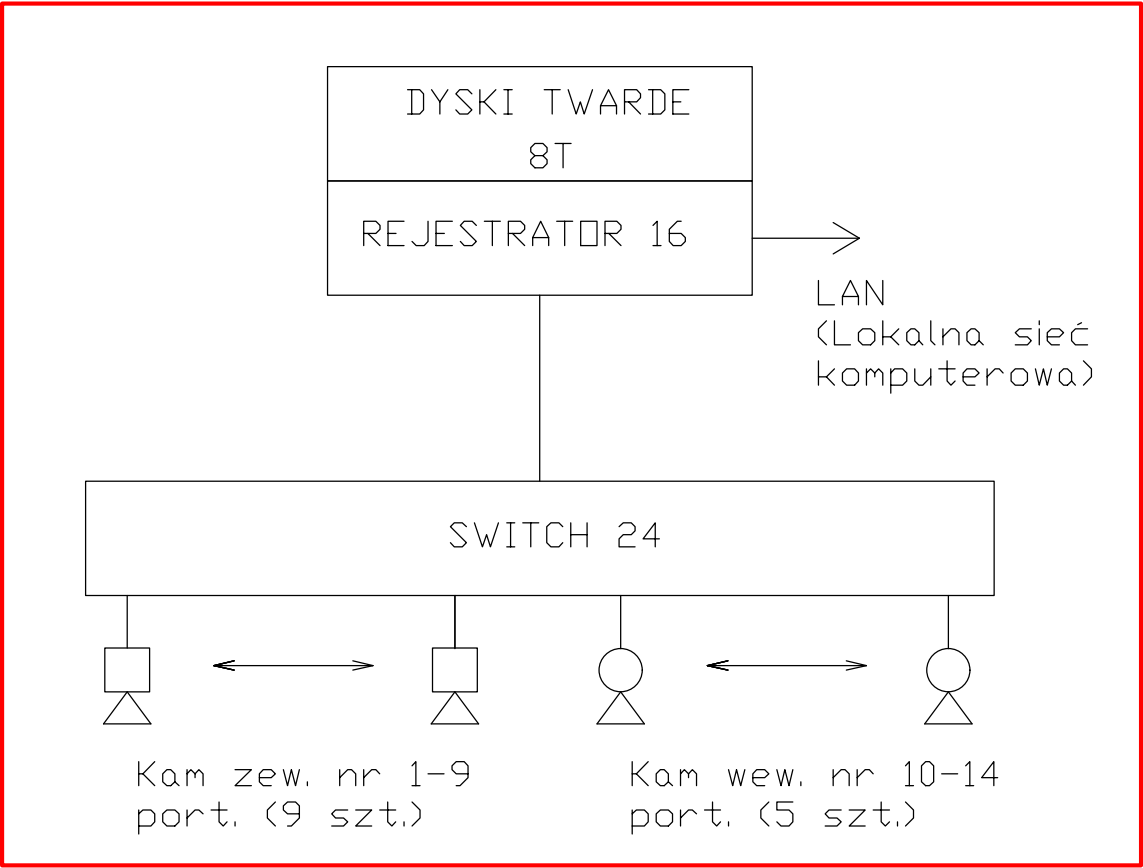 DYSKI TWARDE
8T
REJESTRATOR 16
LAN
(Lokalna sieć
komputerowa)
SWITCH 24
Kam zew. nr 1-9
port. (9 szt.)
Kam wew. nr 10-14
port. (5 szt.)